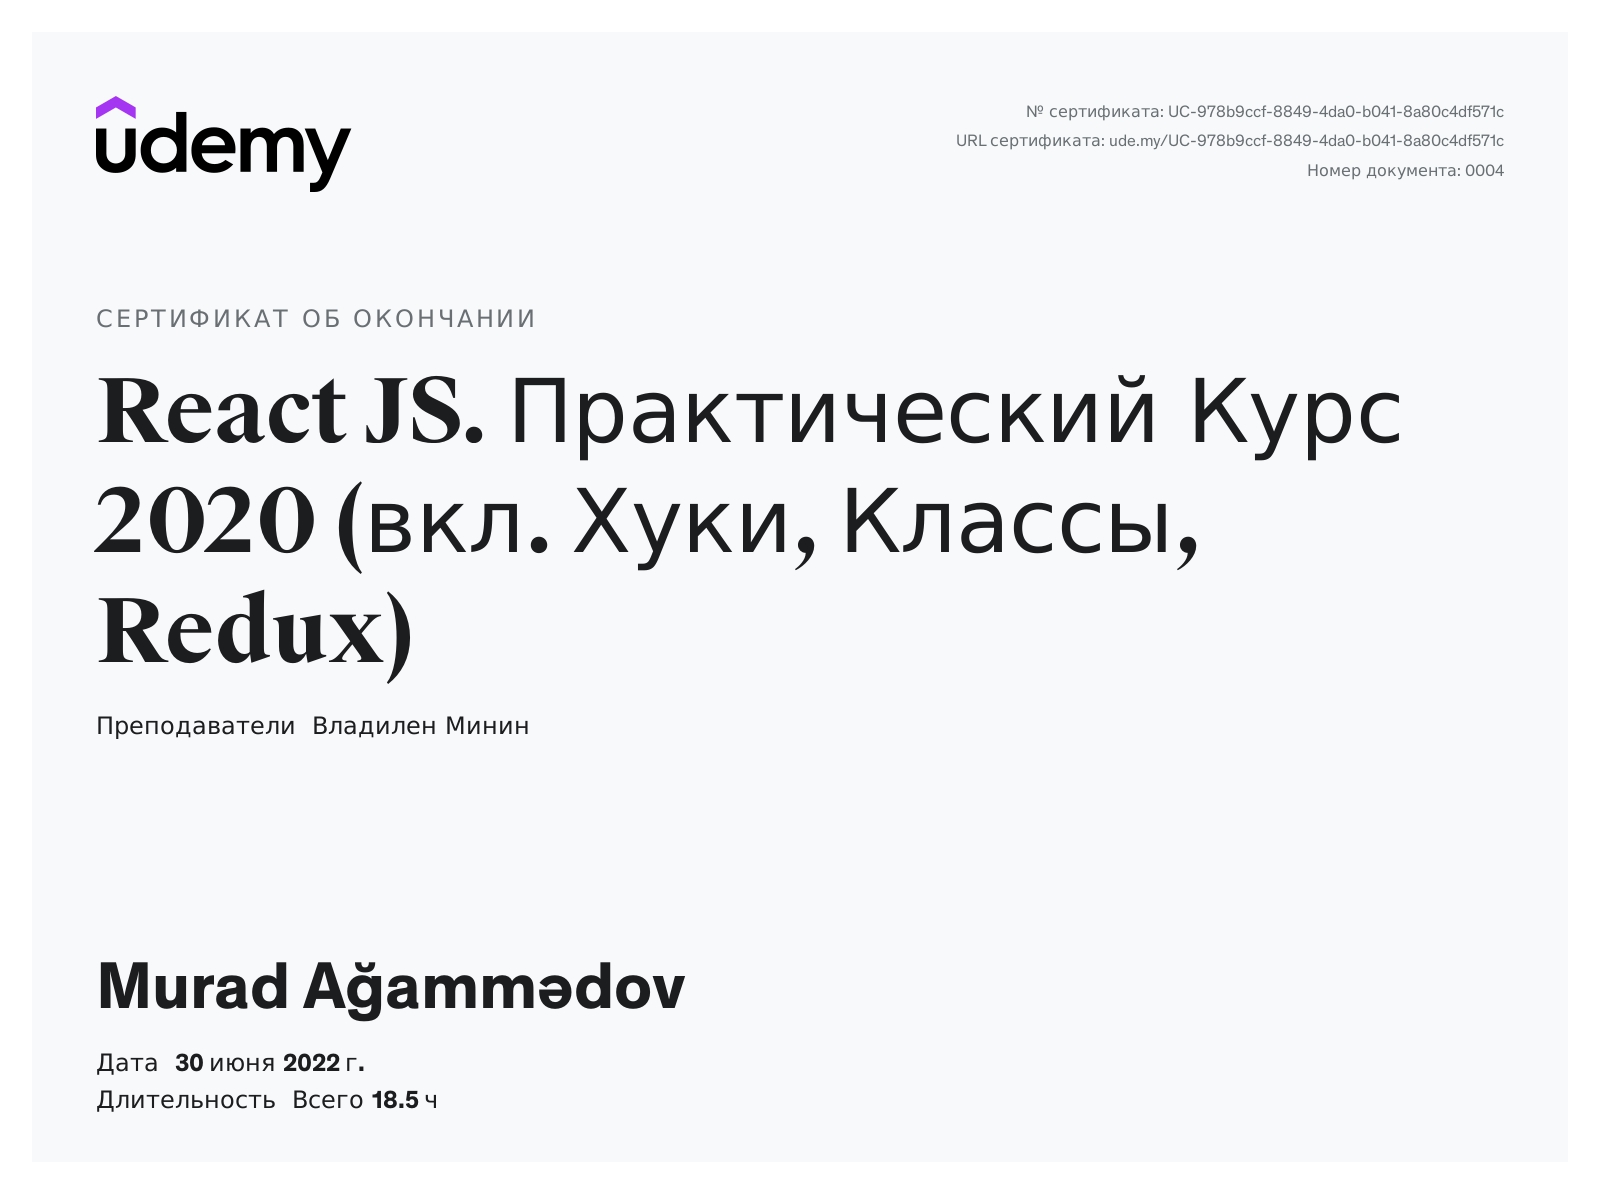 udemy
№ сертификата: UC-978b9ccf-8849-4da0-b041-8a80c4df571c
URL сертификата: ude.my/UC-978b9ccf-8849-4da0-b041-8a80c4df571c
Номер документа: 0004
СЕРТИФИКАТ ОБ ОКОНЧАНИИ
React JS. Практический Курс
2020 (вкл. Хуки, Классы,
Redux)
Преподаватели Владилен Минин
Murad Ağammədov
Дата 30 июня 2022 г.
Длительность Всего 18.5 ч